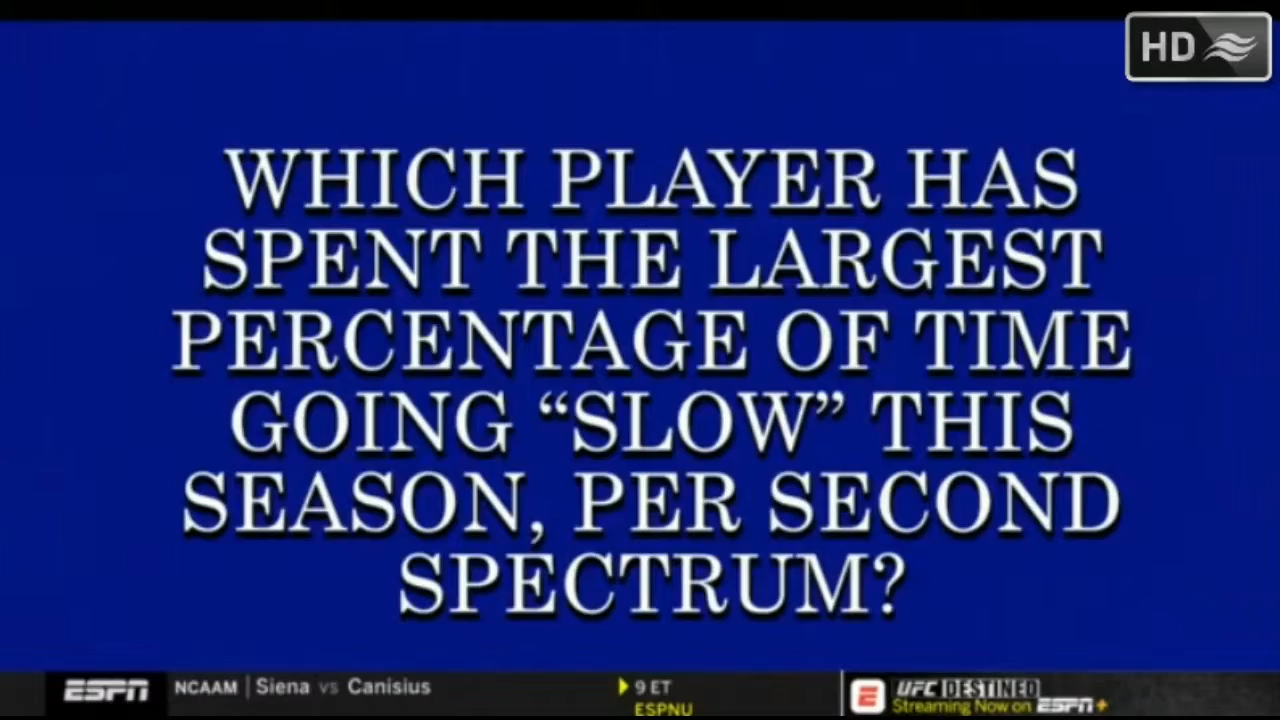 HD
WHICH PLAYER HAS
SPENT THE LARGEST
PERCENTAGE OF TIME
GOING “SLOW” THIS
SEASON, PER SECOND
SPECTRUM?
ESPN NCAAM | Siena vs Canisius 9 ET
ESPNU
E UFC DESTINED
Streaming Now on ESPN+